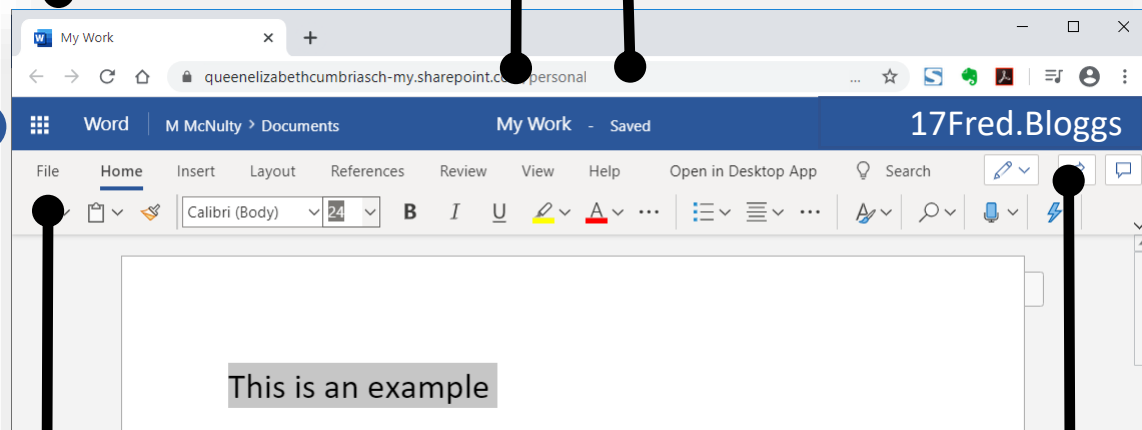 My Work
queenelizabethcumbriasch-my.sharepoint.c personal ...
Word M McNulty > Documents My Work - Saved 17Fred.Bloggs
File Home Insert Layout References Review View Help Open in Desktop App Search
Calibri (Body) 24 B I U A
This is an example